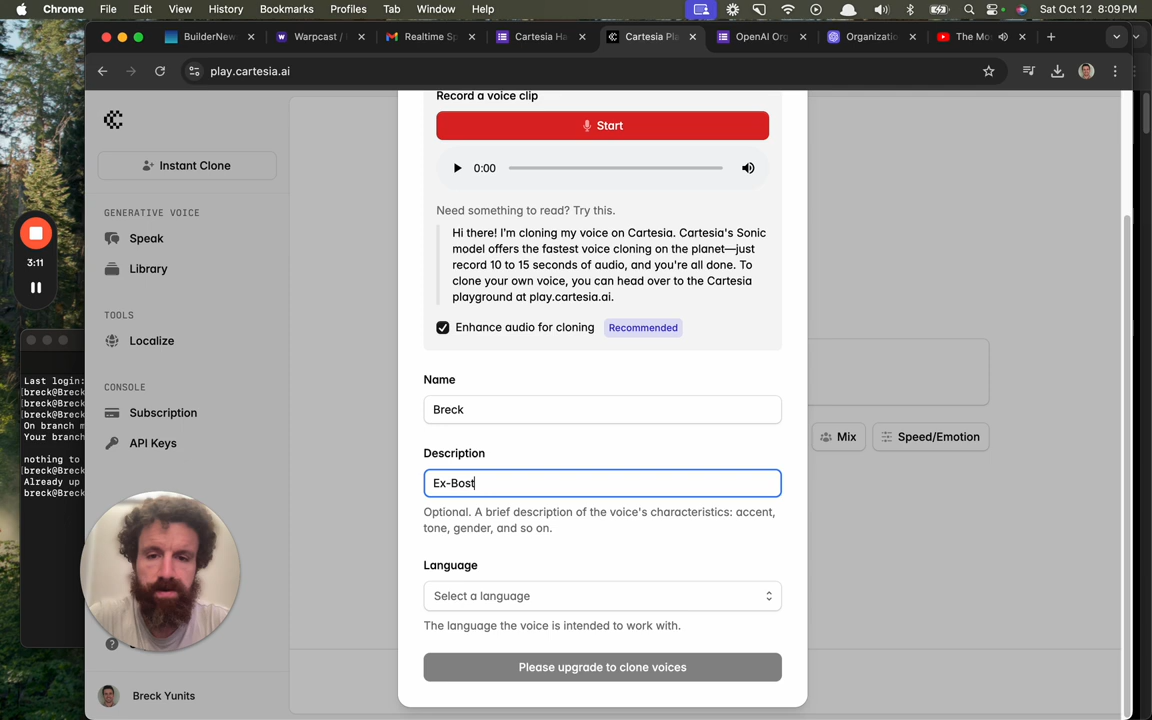 Chrome File Edit View History Bookmarks Profiles Tab Window Help Sat Oct 12 8:09 PM
BuilderNew Warpcast / Realtime Sp Cartesia Ha Cartesia Pla OpenAI Org Organizatio The Mo
play.cartesia.ai
Instant Clone
GENERATIVE VOICE
Speak
Library
TOOLS
Localize
CONSOLE
Subscription
API Keys
Breck Yunits
3:11
Last login:
breck@Breck
breck@Breck
breck@Breck
On branch m
Your branch
nothing to
breck@Breck
Already up
breck@Breck
Record a voice clip
Start
0:00
Need something to read? Try this.
Hi there! I'm cloning my voice on Cartesia. Cartesia's Sonic
model offers the fastest voice cloning on the planet—just
record 10 to 15 seconds of audio, and you're all done. To
clone your own voice, you can head over to the Cartesia
playground at play.cartesia.ai.
Enhance audio for cloning Recommended
Name
Breck
Description
Ex-Bost
Optional. A brief description of the voice's characteristics: accent,
tone, gender, and so on.
Language
Select a language
The language the voice is intended to work with.
Please upgrade to clone voices
Mix Speed/Emotion